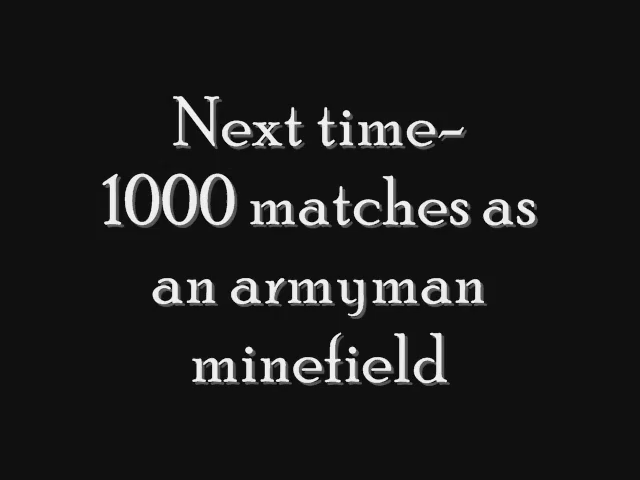 Next time-
1000 matches as
an armyman
minefield